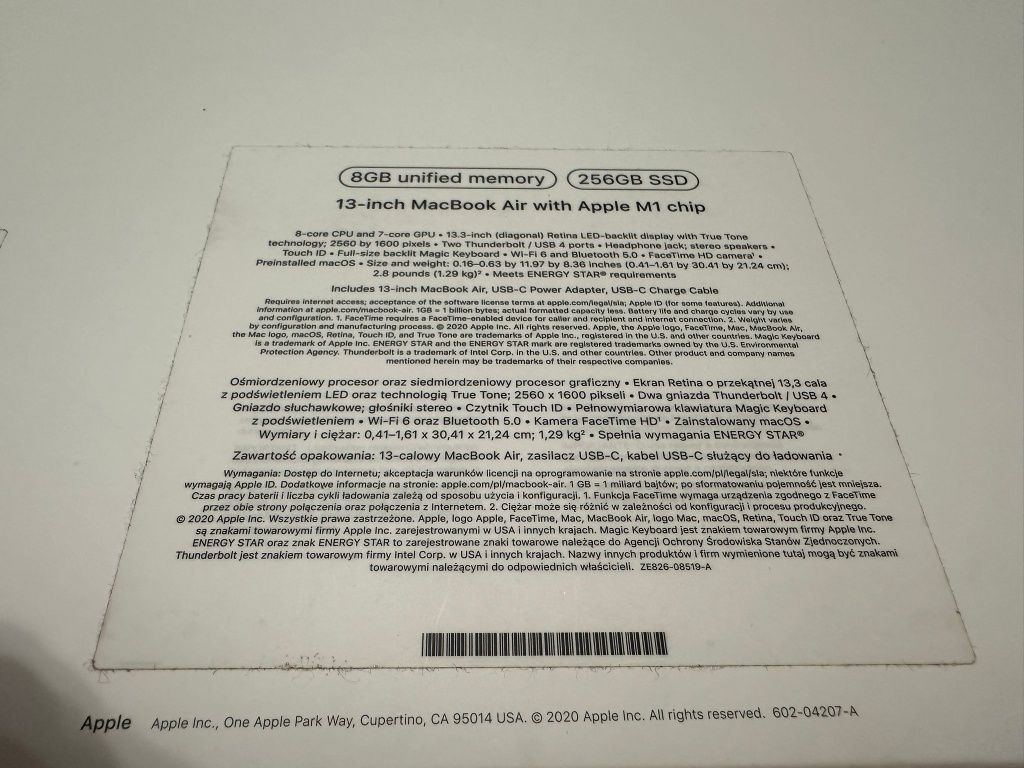 8GB unified memory 256GB SSD
13-inch MacBook Air with Apple M1 chip
8-core CPU and 7-core GPU • 13.3-inch (diagonal) Retina LED-backlit display with True Tone
technology; 2560 by 1600 pixels • Two Thunderbolt / USB 4 ports • Headphone jack; stereo speakers •
Touch ID • Full-size backlit Magic Keyboard • Wi-Fi 6 and Bluetooth 5.0 • FaceTime HD camera¹ •
Preinstalled macOS • Size and weight: 0.16–0.63 by 11.97 by 8.36 inches (0.41–1.61 by 30.41 by 21.24 cm);
2.8 pounds (1.29 kg)² • Meets ENERGY STAR® requirements
Includes 13-inch MacBook Air, USB-C Power Adapter, USB-C Charge Cable
Requires internet access; acceptance of the software license terms at apple.com/legal/sla; Apple ID (for some features). Additional
information at apple.com/macbook-air. 1GB = 1 billion bytes; actual formatted capacity less. Battery life and charge cycles vary by use
and configuration. 1. FaceTime requires a FaceTime-enabled device for caller and recipient and internet connection. 2. Weight varies
by configuration and manufacturing process. © 2020 Apple Inc. All rights reserved. Apple, the Apple logo, FaceTime, Mac, MacBook Air,
the Mac logo, macOS, Retina, Touch ID, and True Tone are trademarks of Apple Inc., registered in the U.S. and other countries. Magic Keyboard
is a trademark of Apple Inc. ENERGY STAR and the ENERGY STAR mark are registered trademarks owned by the U.S. Environmental
Protection Agency. Thunderbolt is a trademark of Intel Corp. in the U.S. and other countries. Other product and company names
mentioned herein may be trademarks of their respective companies.
Ośmiordzeniowy procesor oraz siedmiordzeniowy procesor graficzny • Ekran Retina o przekątnej 13,3 cala
z podświetleniem LED oraz technologią True Tone; 2560 x 1600 pikseli • Dwa gniazda Thunderbolt / USB 4 •
Gniazdo słuchawkowe; głośniki stereo • Czytnik Touch ID • Pełnowymiarowa klawiatura Magic Keyboard
z podświetleniem • Wi-Fi 6 oraz Bluetooth 5.0 • Kamera FaceTime HD¹ • Zainstalowany macOS •
Wymiary i ciężar: 0,41–1,61 x 30,41 x 21,24 cm; 1,29 kg² • Spełnia wymagania ENERGY STAR®
Zawartość opakowania: 13-calowy MacBook Air, zasilacz USB-C, kabel USB-C służący do ładowania
Wymagania: Dostęp do Internetu; akceptacja warunków licencji na oprogramowanie na stronie apple.com/pl/legal/sla; niektóre funkcje
wymagają Apple ID. Dodatkowe informacje na stronie: apple.com/pl/macbook-air. 1 GB = 1 miliard bajtów; po sformatowaniu pojemność jest mniejsza.
Czas pracy baterii i liczba cykli ładowania zależą od sposobu użycia i konfiguracji. 1. Funkcja FaceTime wymaga urządzenia zgodnego z FaceTime
przez obie strony połączenia oraz połączenia z Internetem. 2. Ciężar może się różnić w zależności od konfiguracji i procesu produkcyjnego.
© 2020 Apple Inc. Wszystkie prawa zastrzeżone. Apple, logo Apple, FaceTime, Mac, MacBook Air, logo Mac, macOS, Retina, Touch ID oraz True Tone
są znakami towarowymi firmy Apple Inc. zarejestrowanymi w USA i innych krajach. Magic Keyboard jest znakiem towarowym firmy Apple Inc.
ENERGY STAR oraz znak ENERGY STAR to zarejestrowane znaki towarowe należące do Agencji Ochrony Środowiska Stanów Zjednoczonych.
Thunderbolt jest znakiem towarowym firmy Intel Corp. w USA i innych krajach. Nazwy innych produktów i firm wymienione tutaj mogą być znakami
towarowymi należącymi do odpowiednich właścicieli. ZE826-08519-A
Apple Apple Inc., One Apple Park Way, Cupertino, CA 95014 USA. © 2020 Apple Inc. All rights reserved. 602-04207-A